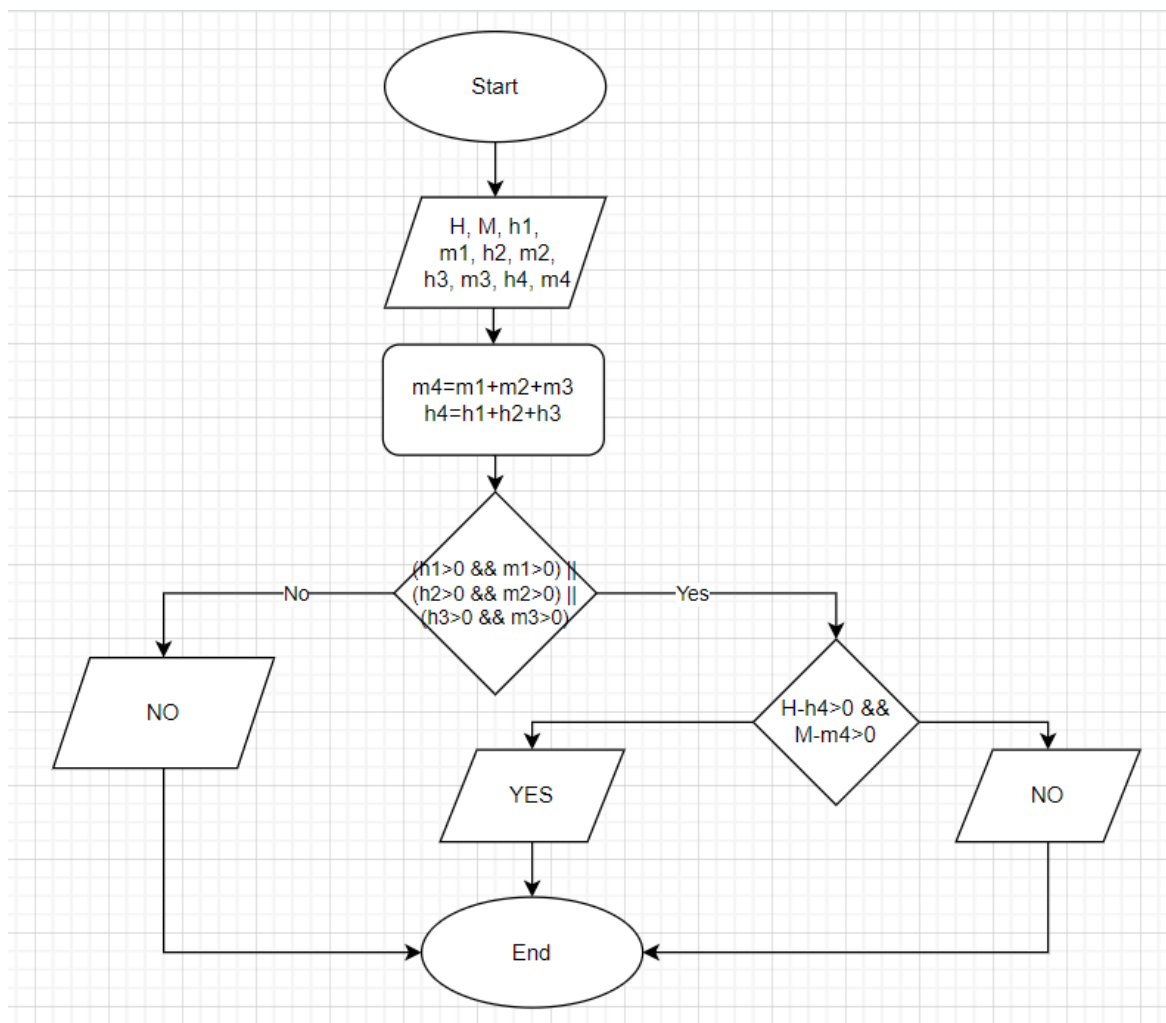 Start
H, M, h1,
m1, h2, m2,
h3, m3, h4, m4
m4=m1+m2+m3
h4=h1+h2+h3
(h1>0 && m1>0) ||
(h2>0 && m2>0) ||
(h3>0 && m3>0)
No
Yes
NO
H-h4>0 &&
M-m4>0
YES
NO
End